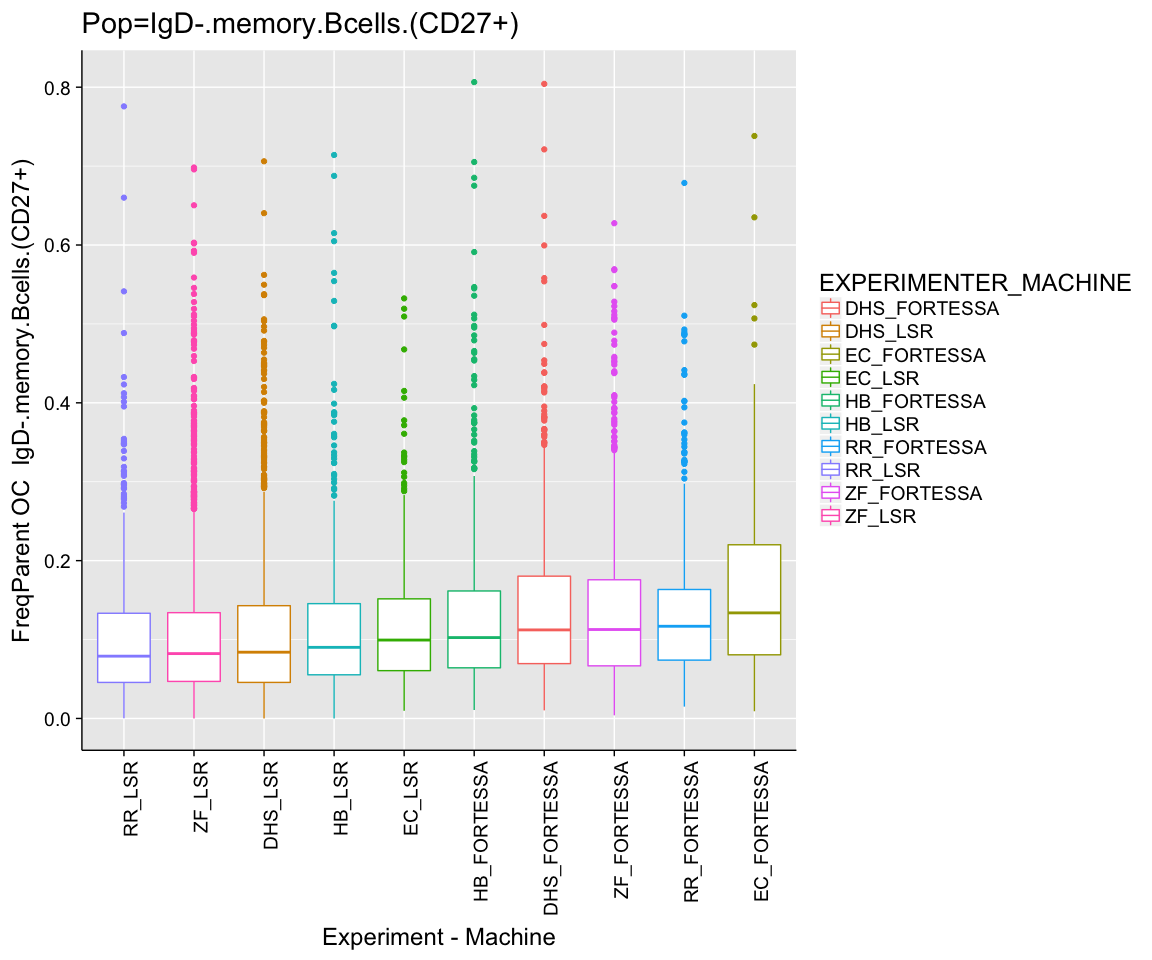 Pop=IgD-.memory.Bcells.(CD27+)
FreqParent OC  IgD-.memory.Bcells.(CD27+)
0.8
0.6
0.4
0.2
0.0
RR_LSR
ZF_LSR
DHS_LSR
HB_LSR
EC_LSR
HB_FORTESSA
DHS_FORTESSA
ZF_FORTESSA
RR_FORTESSA
EC_FORTESSA
Experiment - Machine
EXPERIMENTER_MACHINE
DHS_FORTESSA
DHS_LSR
EC_FORTESSA
EC_LSR
HB_FORTESSA
HB_LSR
RR_FORTESSA
RR_LSR
ZF_FORTESSA
ZF_LSR